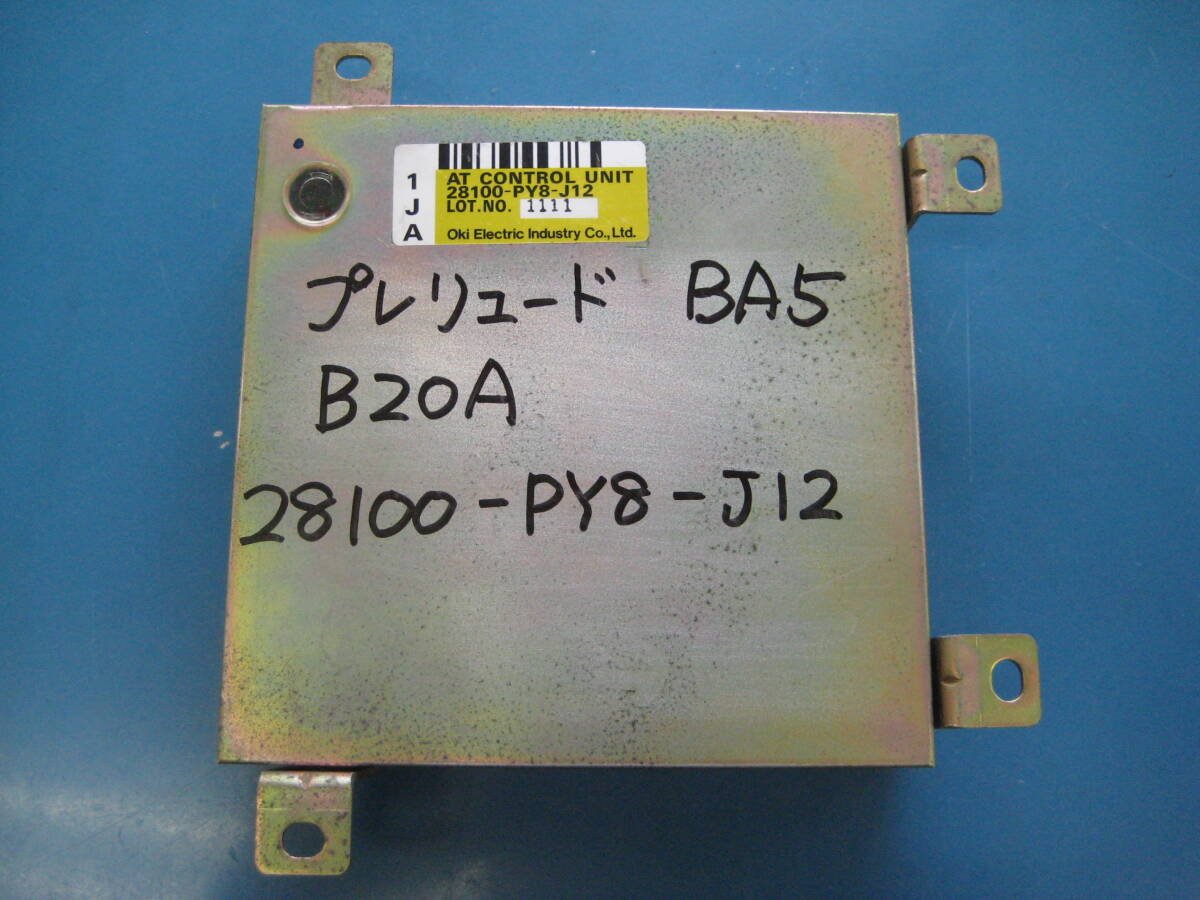 1
J
A
AT CONTROL UNIT
28100-PY8-J12
LOT.NO. 1111
Oki Electric Industry Co., Ltd.
プレリュード BA5
B20A
28100-PY8-J12